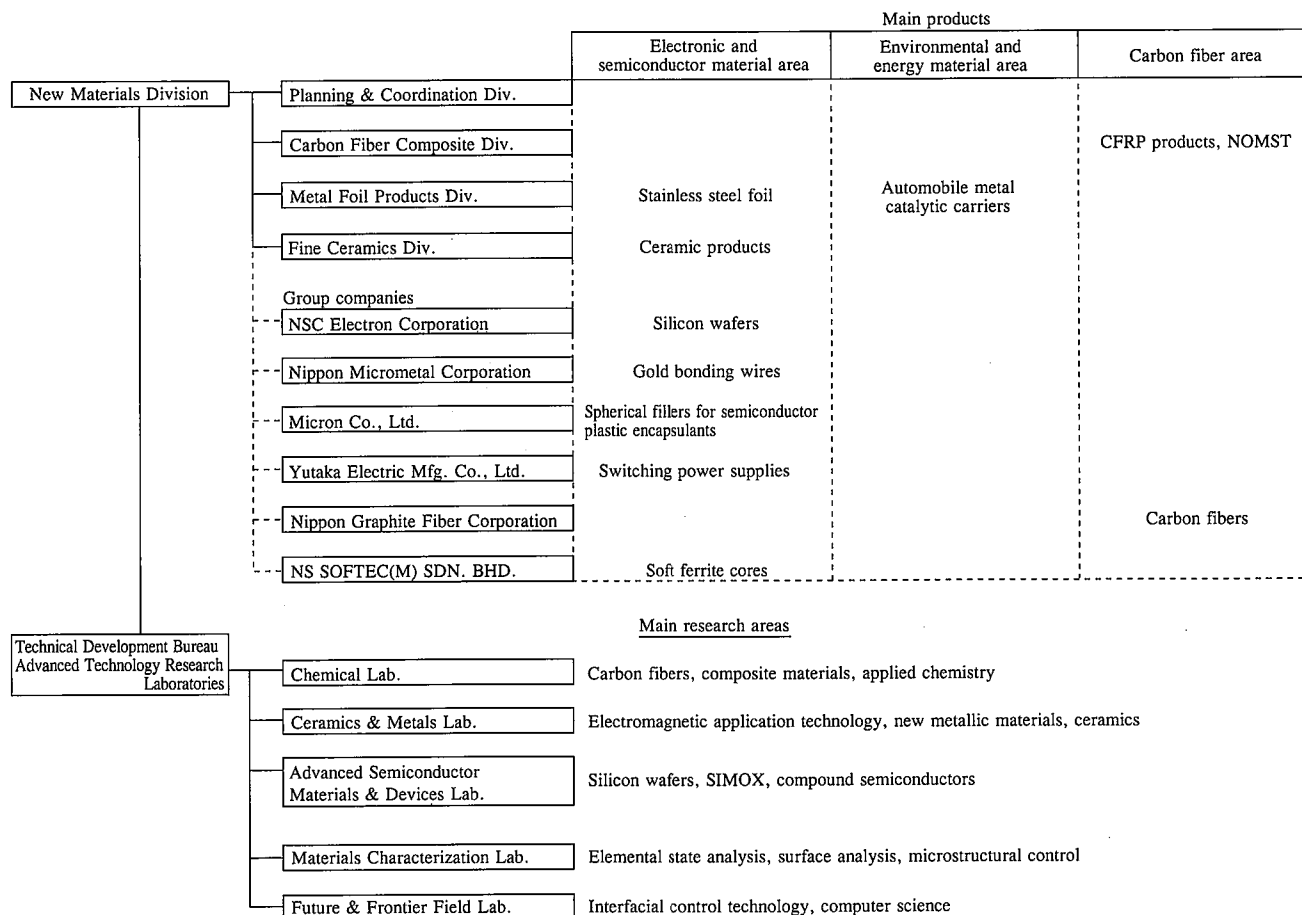 Main products
Electronic and
semiconductor material area
Environmental and
energy material area
Carbon fiber area
New Materials Division
Planning & Coordination Div.
Carbon Fiber Composite Div.
CFRP products, NOMST
Metal Foil Products Div.
Stainless steel foil
Automobile metal
catalytic carriers
Fine Ceramics Div.
Ceramic products
Group companies
NSC Electron Corporation
Silicon wafers
Nippon Micrometal Corporation
Gold bonding wires
Micron Co., Ltd.
Spherical fillers for semiconductor
plastic encapsulants
Yutaka Electric Mfg. Co., Ltd.
Switching power supplies
Nippon Graphite Fiber Corporation
Carbon fibers
NS SOFTEC(M) SDN. BHD.
Soft ferrite cores
Main research areas
Technical Development Bureau
Advanced Technology Research
Laboratories
Chemical Lab.
Carbon fibers, composite materials, applied chemistry
Ceramics & Metals Lab.
Electromagnetic application technology, new metallic materials, ceramics
Advanced Semiconductor
Materials & Devices Lab.
Silicon wafers, SIMOX, compound semiconductors
Materials Characterization Lab.
Elemental state analysis, surface analysis, microstructural control
Future & Frontier Field Lab.
Interfacial control technology, computer science